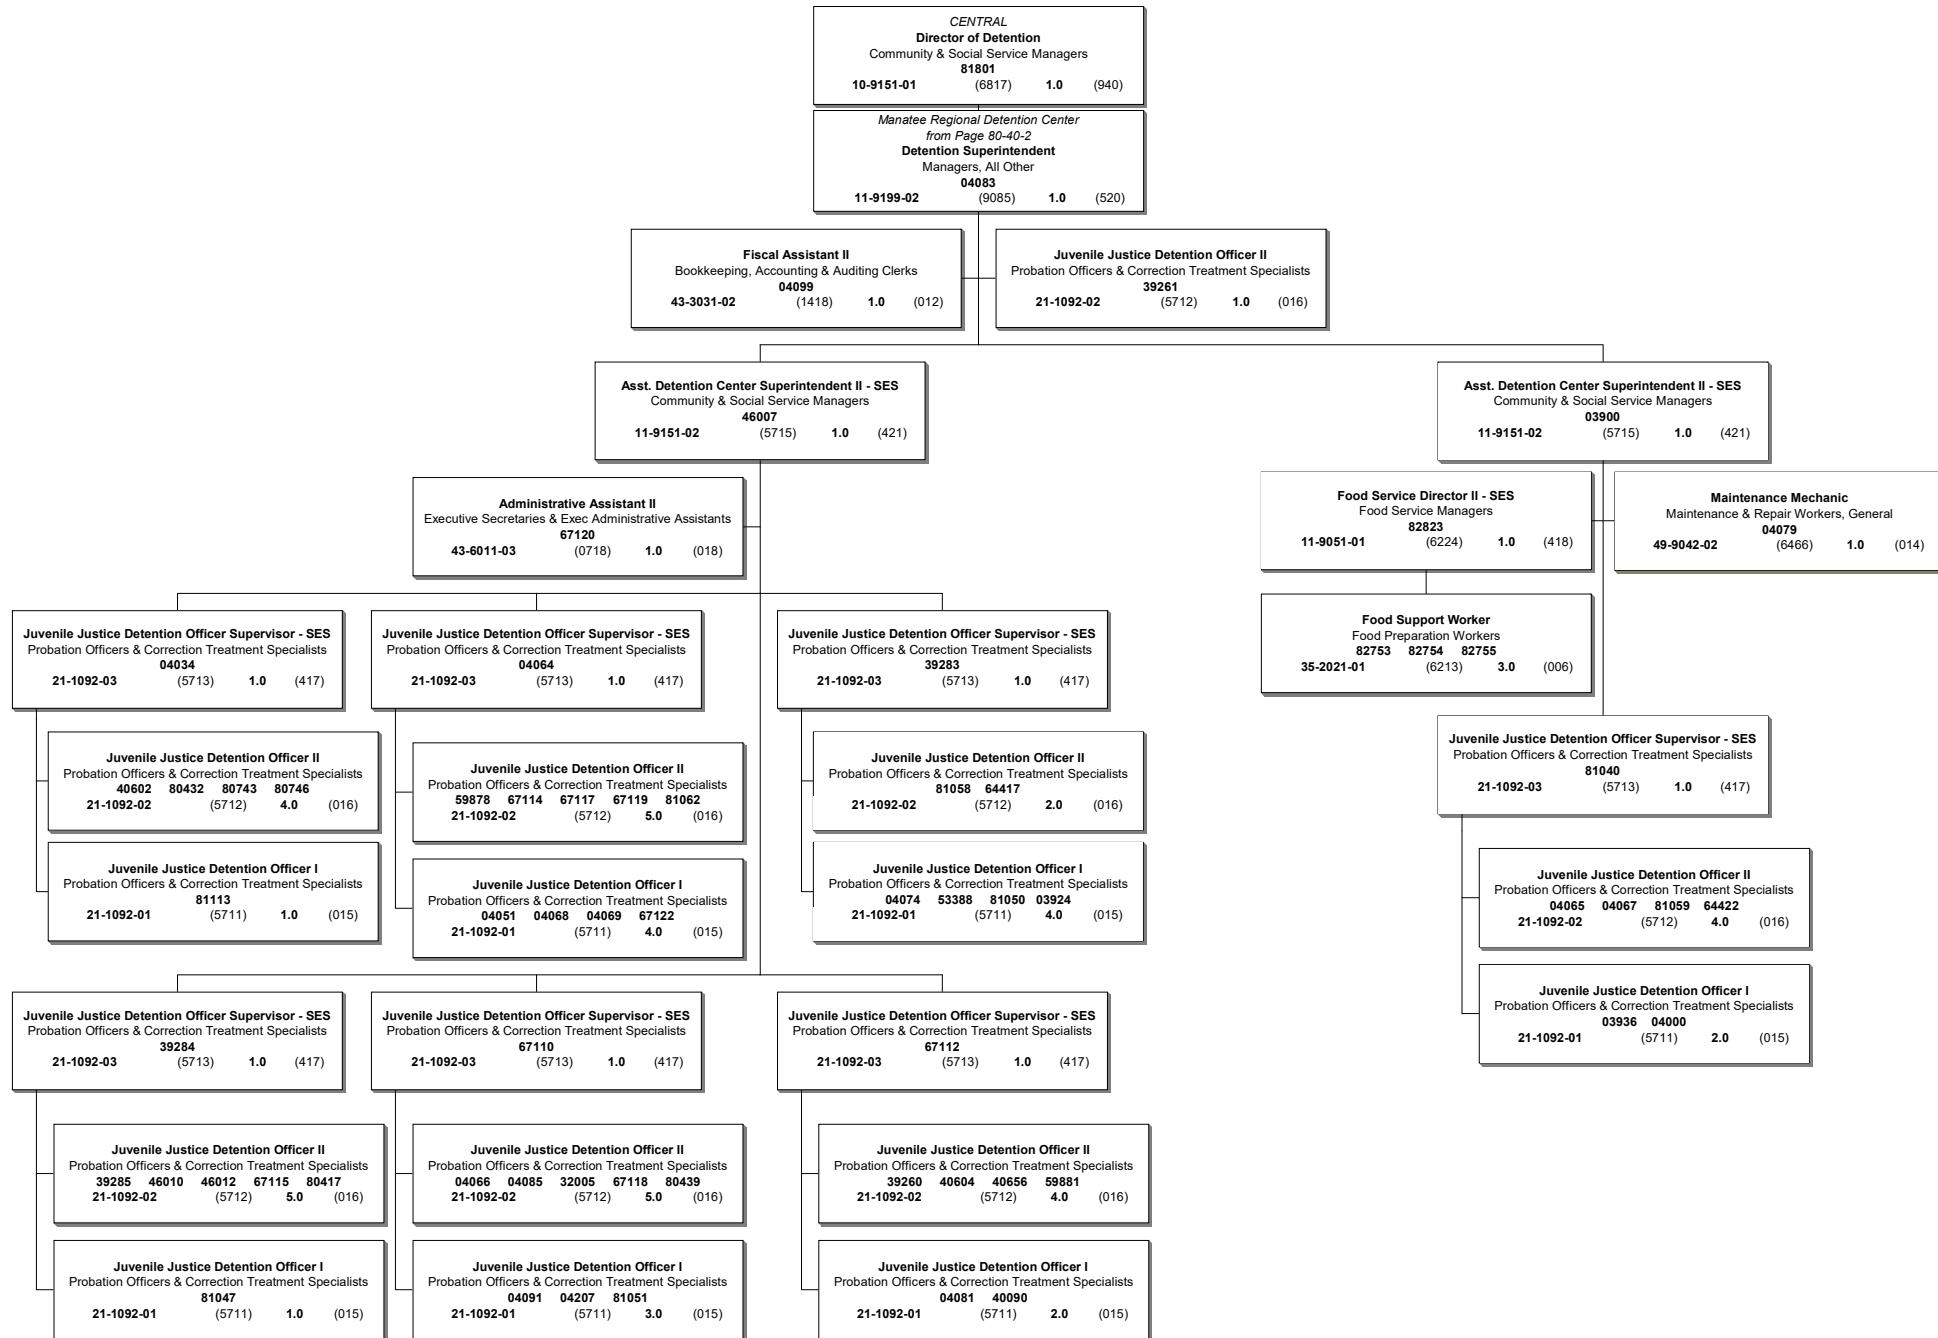 CENTRAL
Director of Detention
Community & Social Service Managers
81801
10-9151-01 (6817) 1.0 (940)
Manatee Regional Detention Center
from Page 80-40-2
Detention Superintendent
Managers, All Other
04083
11-9199-02 (9085) 1.0 (520)
Fiscal Assistant II
Bookkeeping, Accounting & Auditing Clerks
04099
43-3031-02 (1418) 1.0 (012)
Juvenile Justice Detention Officer II
Probation Officers & Correction Treatment Specialists
39261
21-1092-02 (5712) 1.0 (016)
Asst. Detention Center Superintendent II - SES
Community & Social Service Managers
46007
11-9151-02 (5715) 1.0 (421)
Asst. Detention Center Superintendent II - SES
Community & Social Service Managers
03900
11-9151-02 (5715) 1.0 (421)
Administrative Assistant II
Executive Secretaries & Exec Administrative Assistants
67120
43-6011-03 (0718) 1.0 (018)
Food Service Director II - SES
Food Service Managers
82823
11-9051-01 (6224) 1.0 (418)
Maintenance Mechanic
Maintenance & Repair Workers, General
04079
49-9042-02 (6466) 1.0 (014)
Food Support Worker
Food Preparation Workers
82753 82754 82755
35-2021-01 (6213) 3.0 (006)
Juvenile Justice Detention Officer Supervisor - SES
Probation Officers & Correction Treatment Specialists
04034
21-1092-03 (5713) 1.0 (417)
Juvenile Justice Detention Officer Supervisor - SES
Probation Officers & Correction Treatment Specialists
04064
21-1092-03 (5713) 1.0 (417)
Juvenile Justice Detention Officer Supervisor - SES
Probation Officers & Correction Treatment Specialists
39283
21-1092-03 (5713) 1.0 (417)
Juvenile Justice Detention Officer Supervisor - SES
Probation Officers & Correction Treatment Specialists
81040
21-1092-03 (5713) 1.0 (417)
Juvenile Justice Detention Officer II
Probation Officers & Correction Treatment Specialists
40602 80432 80743 80746
21-1092-02 (5712) 4.0 (016)
Juvenile Justice Detention Officer II
Probation Officers & Correction Treatment Specialists
59878 67114 67117 67119 81062
21-1092-02 (5712) 5.0 (016)
Juvenile Justice Detention Officer II
Probation Officers & Correction Treatment Specialists
81058 64417
21-1092-02 (5712) 2.0 (016)
Juvenile Justice Detention Officer I
Probation Officers & Correction Treatment Specialists
81113
21-1092-01 (5711) 1.0 (015)
Juvenile Justice Detention Officer I
Probation Officers & Correction Treatment Specialists
04051 04068 04069 67122
21-1092-01 (5711) 4.0 (015)
Juvenile Justice Detention Officer I
Probation Officers & Correction Treatment Specialists
04074 53388 81050 03924
21-1092-01 (5711) 4.0 (015)
Juvenile Justice Detention Officer II
Probation Officers & Correction Treatment Specialists
04065 04067 81059 64422
21-1092-02 (5712) 4.0 (016)
Juvenile Justice Detention Officer I
Probation Officers & Correction Treatment Specialists
03936 04000
21-1092-01 (5711) 2.0 (015)
Juvenile Justice Detention Officer Supervisor - SES
Probation Officers & Correction Treatment Specialists
39284
21-1092-03 (5713) 1.0 (417)
Juvenile Justice Detention Officer Supervisor - SES
Probation Officers & Correction Treatment Specialists
67110
21-1092-03 (5713) 1.0 (417)
Juvenile Justice Detention Officer Supervisor - SES
Probation Officers & Correction Treatment Specialists
67112
21-1092-03 (5713) 1.0 (417)
Juvenile Justice Detention Officer II
Probation Officers & Correction Treatment Specialists
39285 46010 46012 67115 80417
21-1092-02 (5712) 5.0 (016)
Juvenile Justice Detention Officer II
Probation Officers & Correction Treatment Specialists
04066 04085 32005 67118 80439
21-1092-02 (5712) 5.0 (016)
Juvenile Justice Detention Officer II
Probation Officers & Correction Treatment Specialists
39260 40604 40656 59881
21-1092-02 (5712) 4.0 (016)
Juvenile Justice Detention Officer I
Probation Officers & Correction Treatment Specialists
81047
21-1092-01 (5711) 1.0 (015)
Juvenile Justice Detention Officer I
Probation Officers & Correction Treatment Specialists
04091 04207 81051
21-1092-01 (5711) 3.0 (015)
Juvenile Justice Detention Officer I
Probation Officers & Correction Treatment Specialists
04081 40090
21-1092-01 (5711) 2.0 (015)